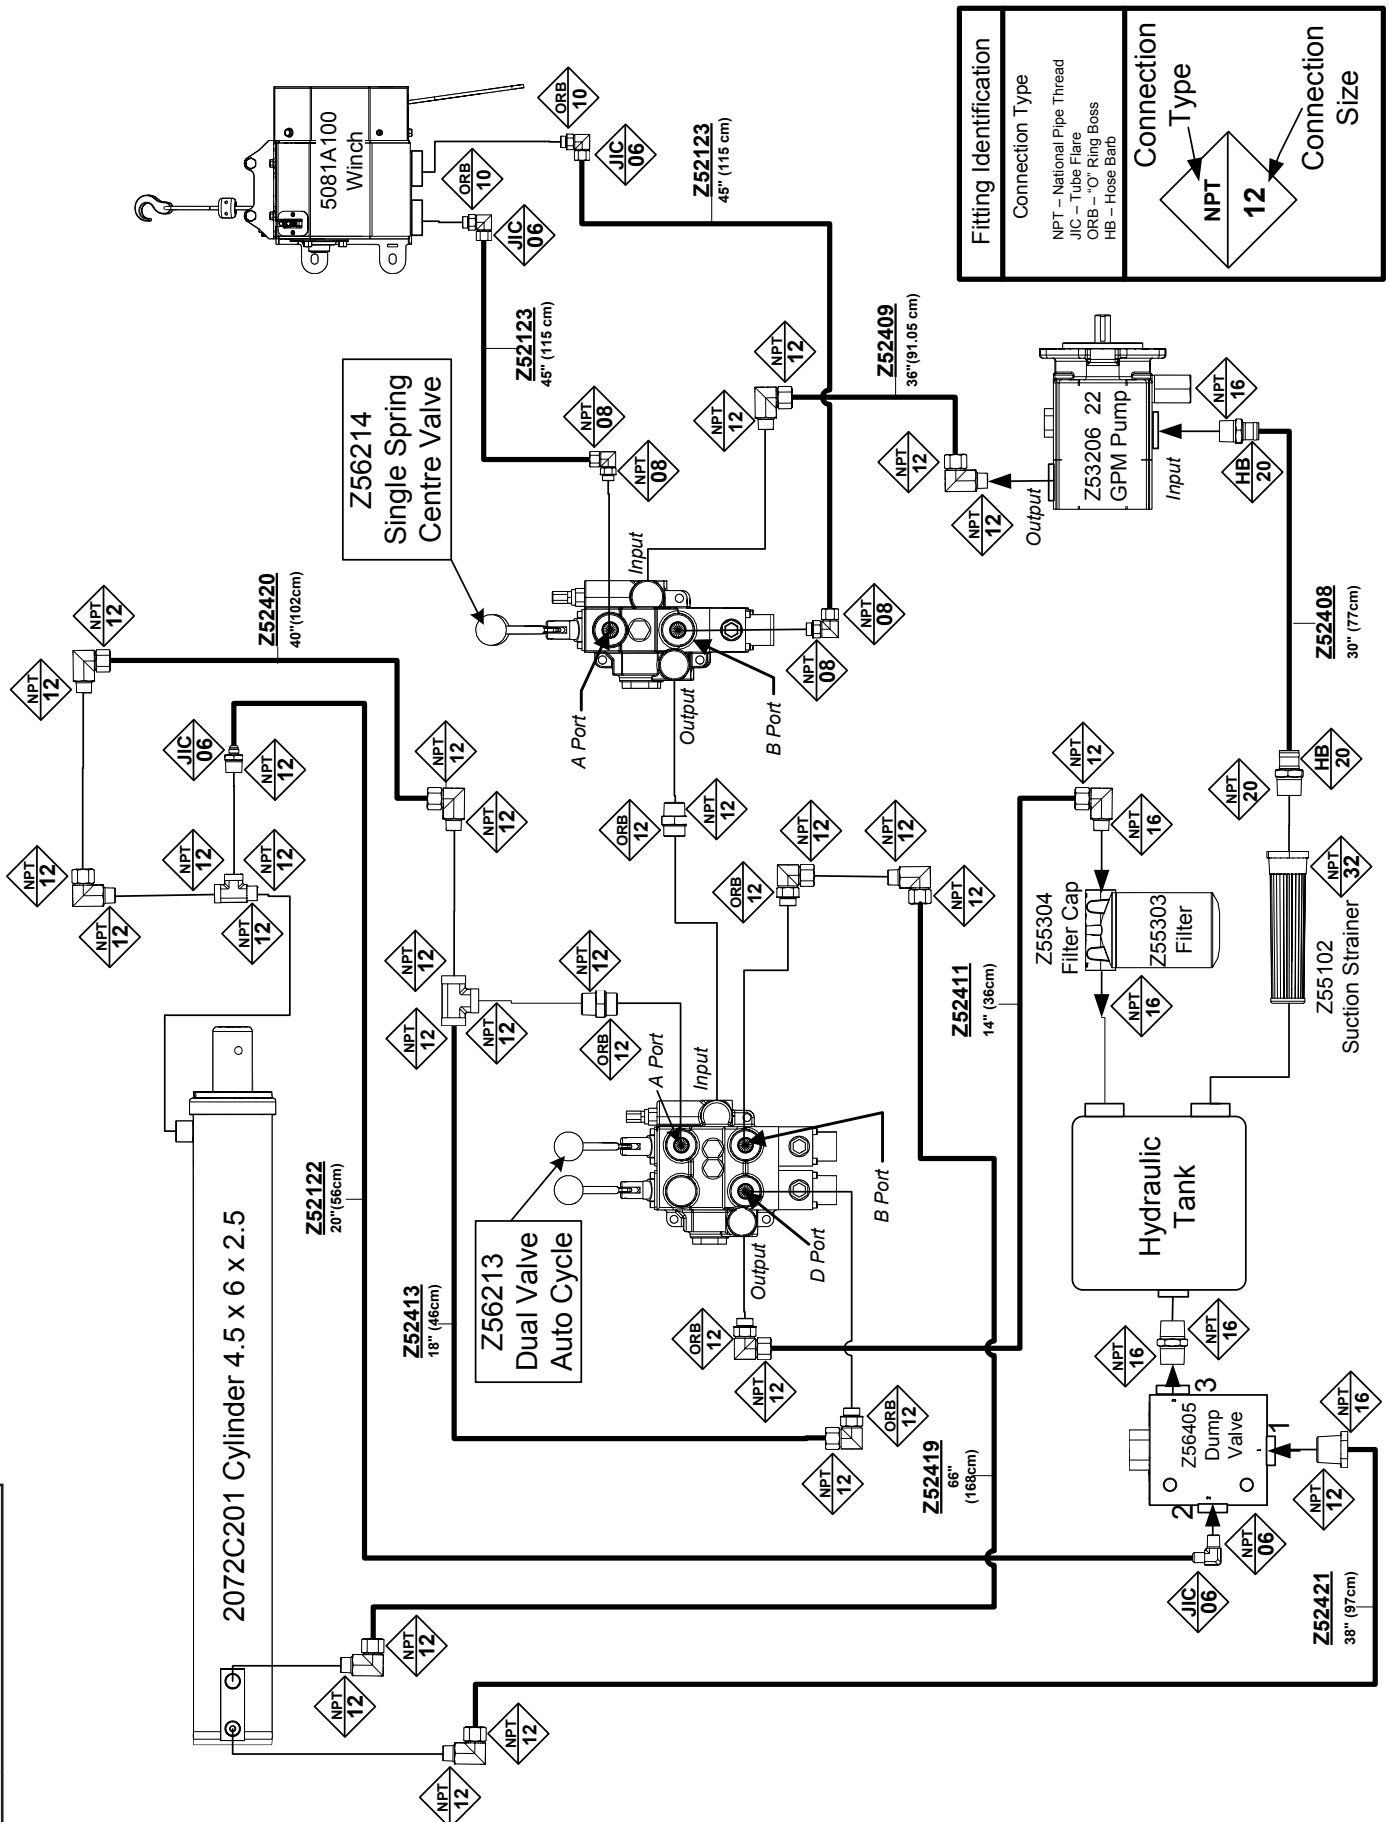 5081A100
Winch
ORB
10
ORB
10
JIC
06
JIC
06
Z52123
45" (115 cm)
Z52123
45" (115 cm)
Fitting Identification
Connection Type
NPT – National Pipe Thread
JIC – Tube Flare
ORB – "O" Ring Boss
HB – Hose Barb
Connection
Type
NPT
12
Connection
Size
Z56214
Single Spring
Centre Valve
NPT
08
NPT
08
NPT
12
NPT
12
Z52409
36"(91.05 cm)
NPT
12
NPT
12
Output
Z53206 22
GPM Pump
Input
NPT
16
HB
20
Z52408
30" (77cm)
Input
A Port
Output
B Port
NPT
08
NPT
08
Z52420
40"(102cm)
NPT
12
NPT
12
JIC
06
NPT
12
NPT
12
NPT
12
NPT
12
NPT
12
NPT
12
NPT
12
NPT
12
ORB
12
NPT
12
ORB
12
NPT
12
NPT
12
NPT
12
NPT
12
NPT
12
NPT
12
NPT
12
ORB
12
A Port
Input
B Port
D Port
Output
Z56213
Dual Valve
Auto Cycle
ORB
12
NPT
12
ORB
12
NPT
12
Z52411
14" (36cm)
NPT
12
NPT
16
Z55304
Filter Cap
Z55303
Filter
NPT
16
NPT
20
HB
20
NPT
32
Z55102
Suction Strainer
Hydraulic
Tank
NPT
16
NPT
16
Z56405
Dump
Valve
1
2
3
1
2
3
NPT
16
NPT
12
NPT
06
JIC
06
Z52421
38" (97cm)
Z52419
66"
(168cm)
Z52413
18" (46cm)
Z52122
20"(56cm)
2072C201 Cylinder 4.5 x 6 x 2.5
NPT
12
NPT
12
NPT
12
NPT
12